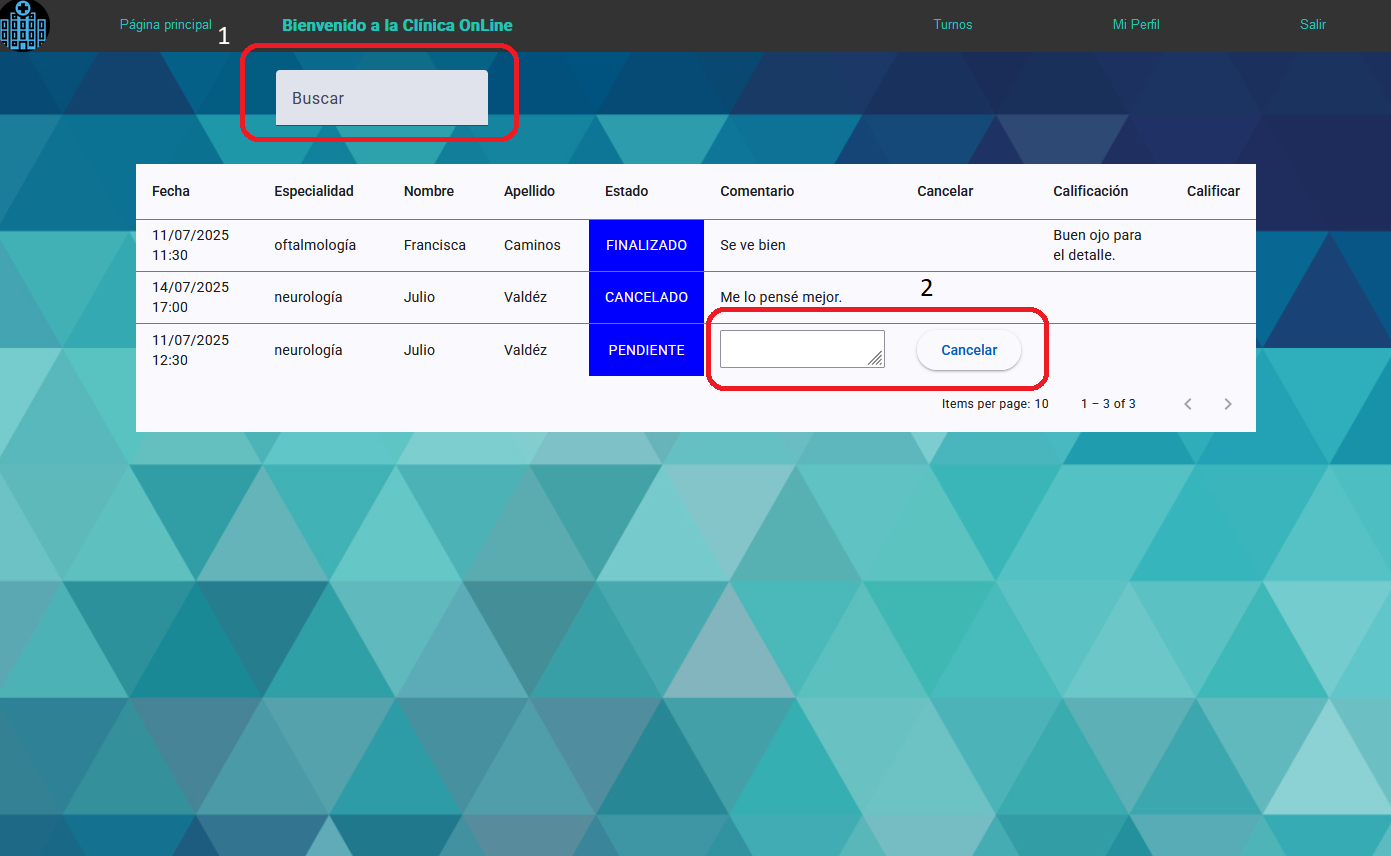 Página principal
1
Bienvenido a la Clínica OnLine
Turnos
Mi Perfil
Salir
Buscar
Fecha Especialidad Nombre Apellido Estado Comentario Cancelar Calificación Calificar
11/07/2025
11:30
oftalmología Francisca Caminos FINALIZADO Se ve bien
Buen ojo para
el detalle.
14/07/2025
17:00
neurología Julio Valdéz CANCELADO Me lo pensé mejor.
2
11/07/2025
12:30
neurología Julio Valdéz PENDIENTE Cancelar
Items per page: 10 1 – 3 of 3